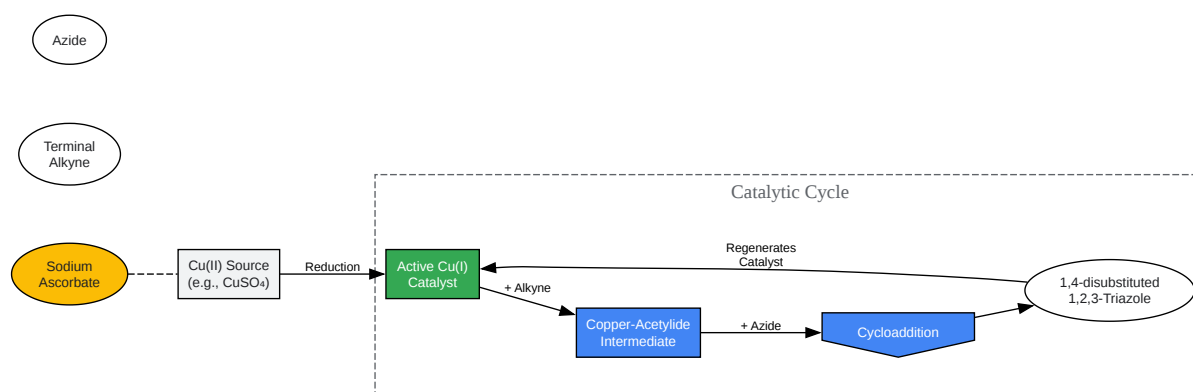 Azide
Terminal
Alkyne
Catalytic Cycle
Sodium
Ascorbate
Cu(II) Source
(e.g., CuSO₄)
Reduction
Active Cu(I)
Catalyst
Regenerates
Catalyst
+ Alkyne
1,4-disubstituted
1,2,3-Triazole
Copper-Acetylide
Intermediate
+ Azide
Cycloaddition